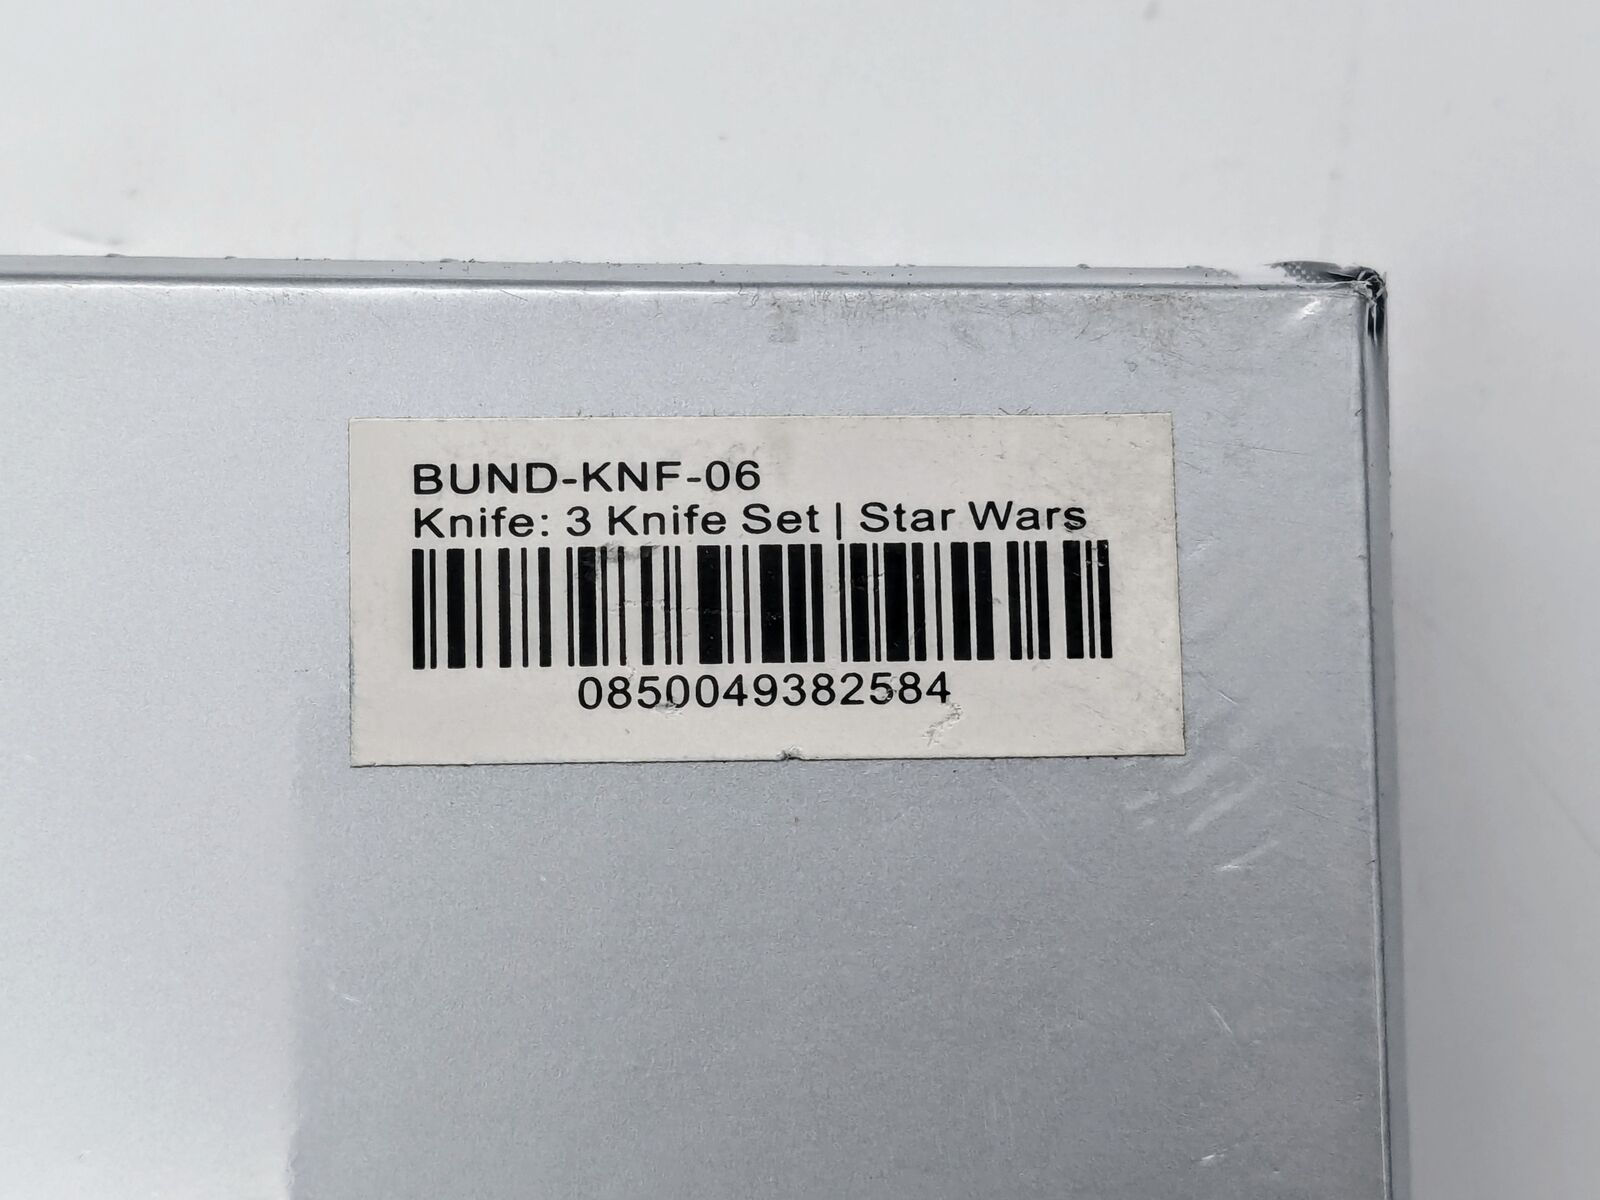 BUND-KNF-06
Knife: 3 Knife Set | Star Wars
0850049382584